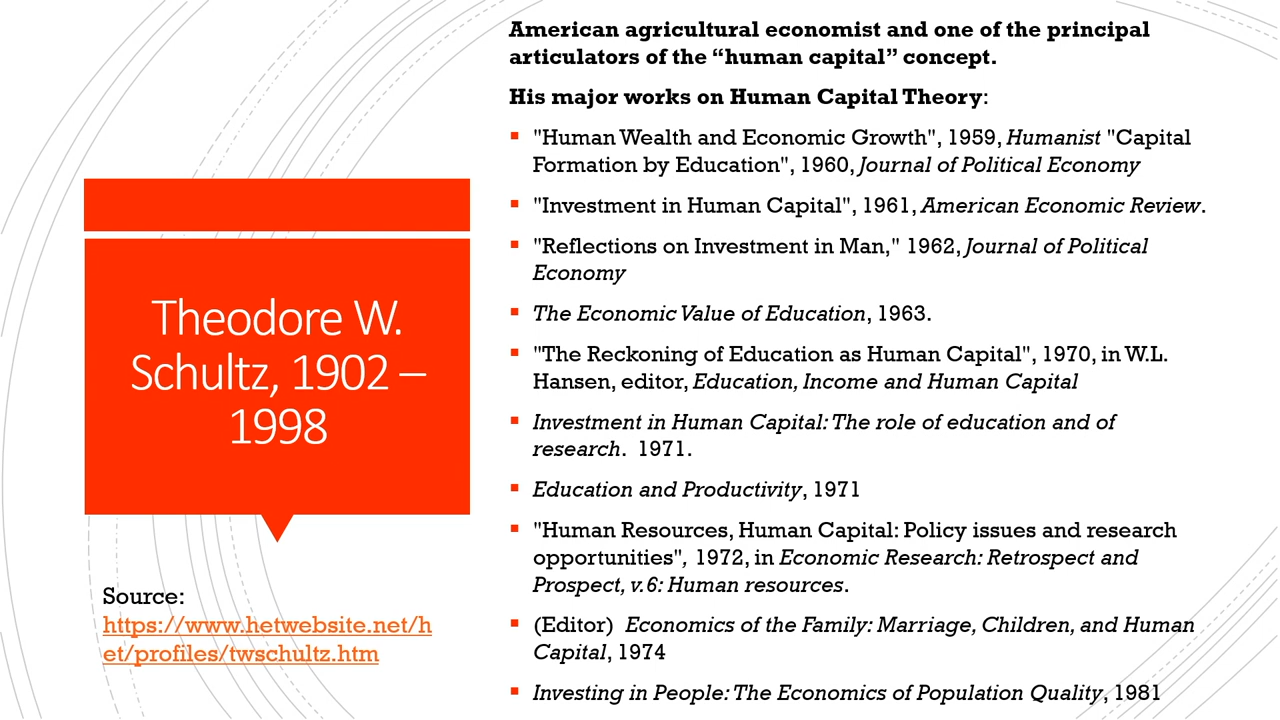 American agricultural economist and one of the principal
articulators of the “human capital” concept.
His major works on Human Capital Theory:
▪ "Human Wealth and Economic Growth", 1959, Humanist "Capital
Formation by Education", 1960, Journal of Political Economy
▪ "Investment in Human Capital", 1961, American Economic Review.
▪ "Reflections on Investment in Man," 1962, Journal of Political
Economy
▪ The Economic Value of Education, 1963.
▪ "The Reckoning of Education as Human Capital", 1970, in W.L.
Hansen, editor, Education, Income and Human Capital
▪ Investment in Human Capital: The role of education and of
research. 1971.
▪ Education and Productivity, 1971
▪ "Human Resources, Human Capital: Policy issues and research
opportunities", 1972, in Economic Research: Retrospect and
Prospect, v.6: Human resources.
▪ (Editor) Economics of the Family: Marriage, Children, and Human
Capital, 1974
▪ Investing in People: The Economics of Population Quality, 1981
Theodore W.
Schultz, 1902 –
1998
Source:
https://www.hetwebsite.net/h
et/profiles/twschultz.htm